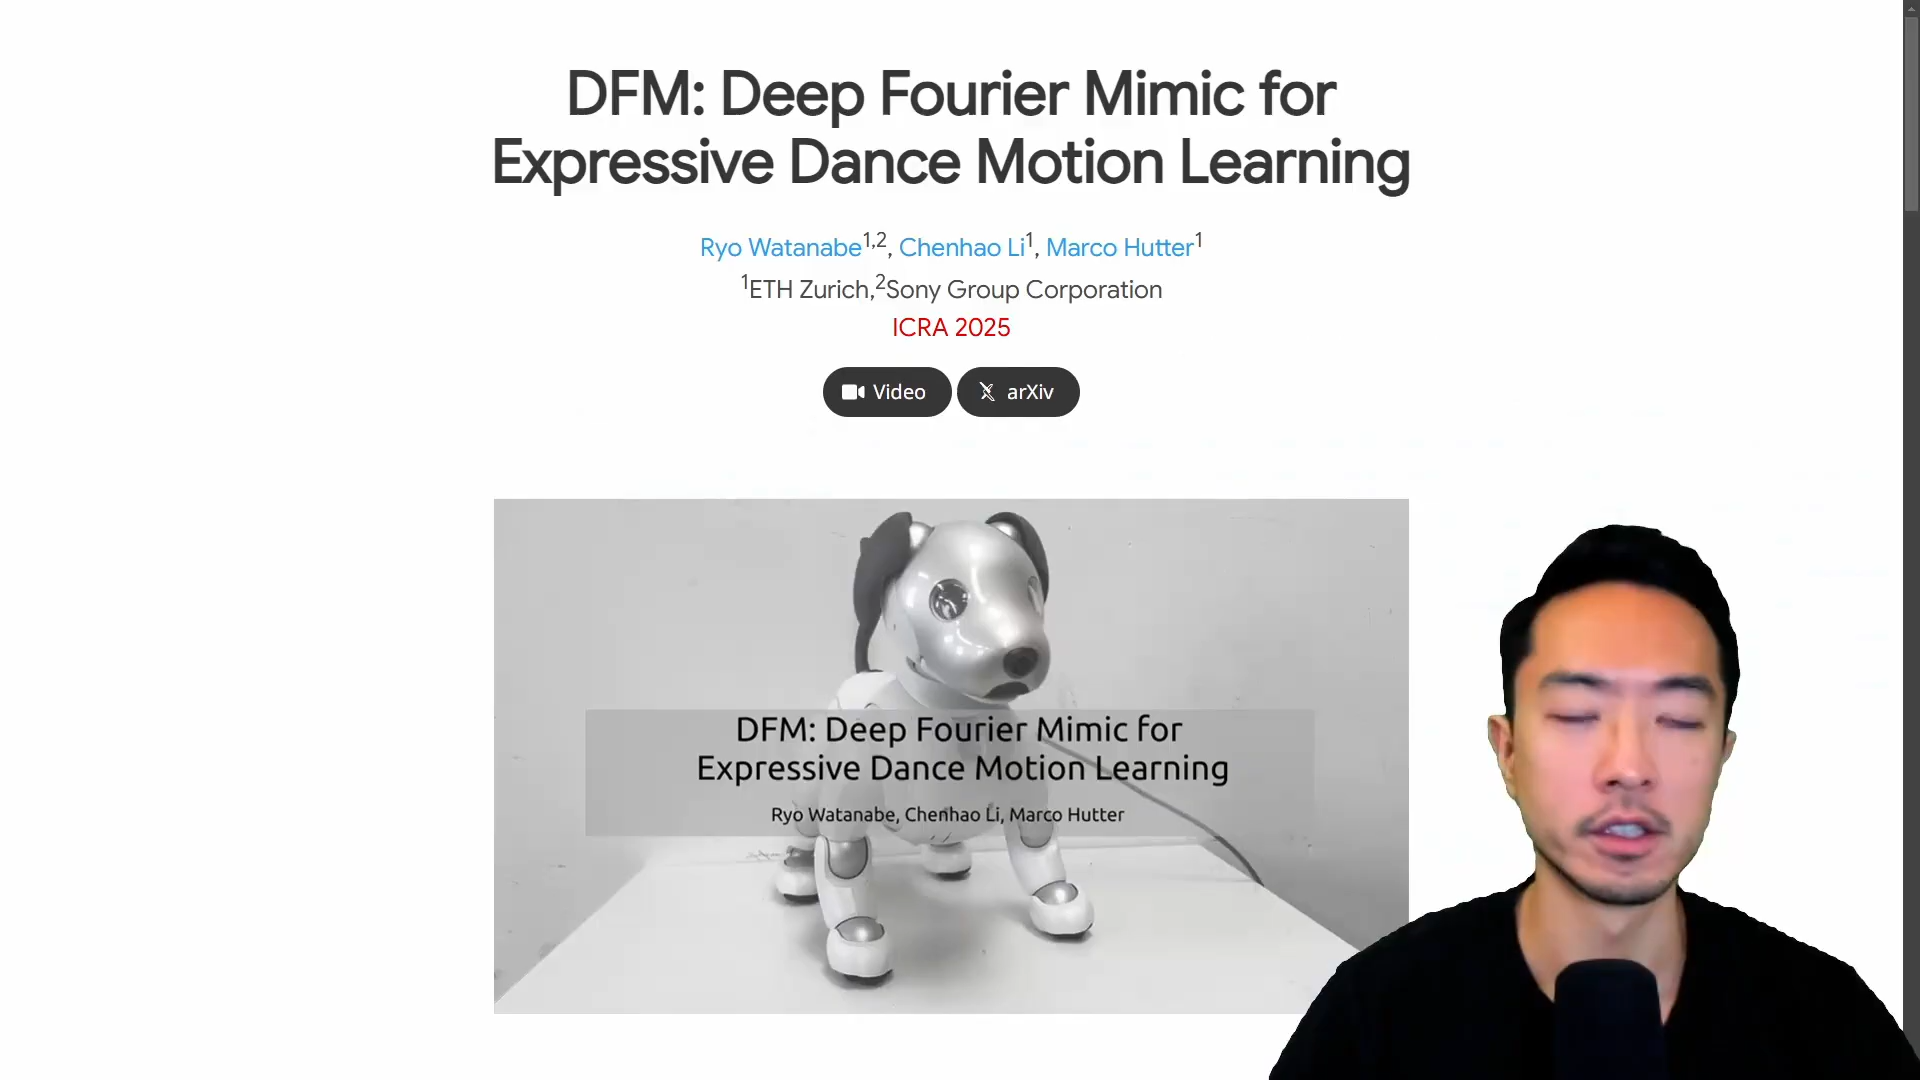 DFM: Deep Fourier Mimic for
Expressive Dance Motion Learning
Ryo Watanabe1,2, Chenhao Li1, Marco Hutter1
1ETH Zurich,2Sony Group Corporation
ICRA 2025
Video
arXiv
DFM: Deep Fourier Mimic for
Expressive Dance Motion Learning
Ryo Watanabe, Chenhao Li, Marco Hutter